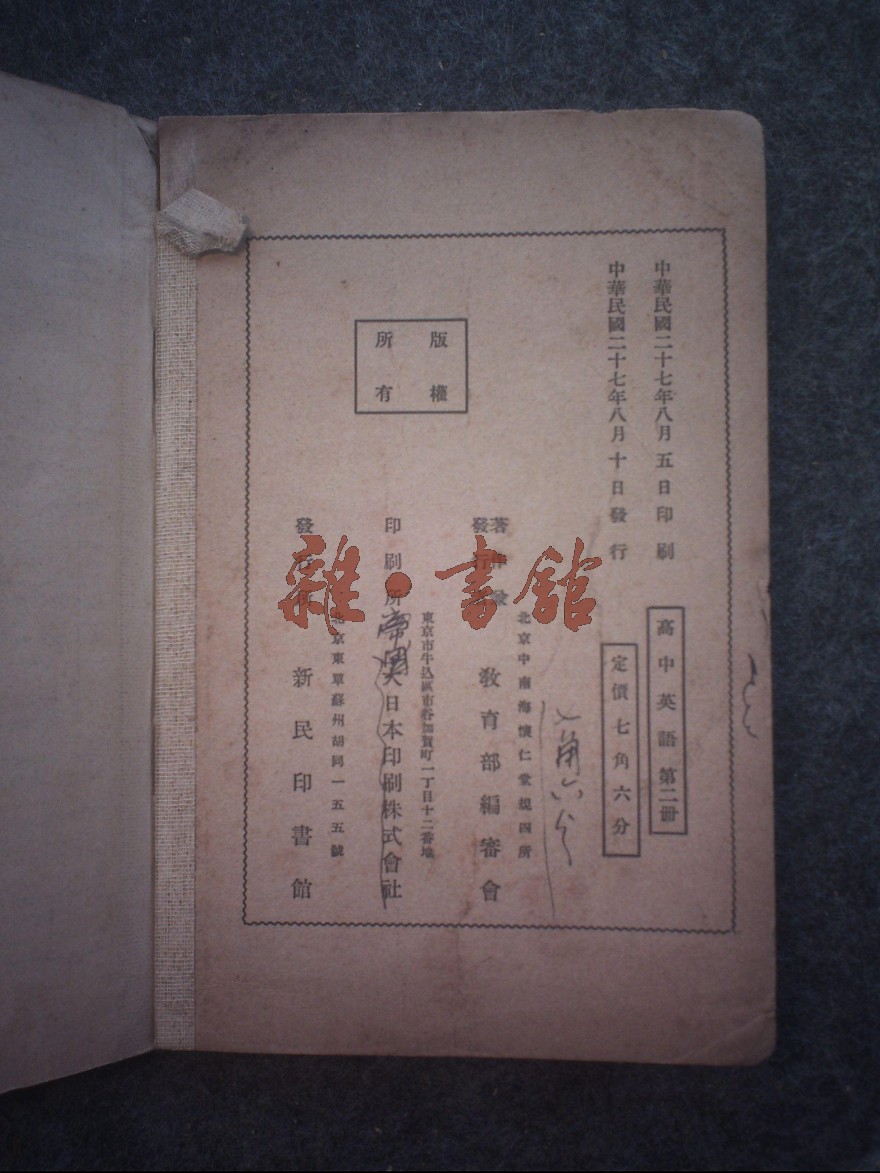 中華民國二十七年八月五日印刷
中華民國二十七年八月十日發行
高中英語 第二冊
定價七角六分
七角六分
版權
所有
著
發行
北京中南海懷仁堂 四所
教育部編審會
印刷所
東京市牛込區市谷加賀町一丁目十二番地
大日本印刷株式會社
發
北京東單蘇州胡同一五五號
新民印書館
雜·書館